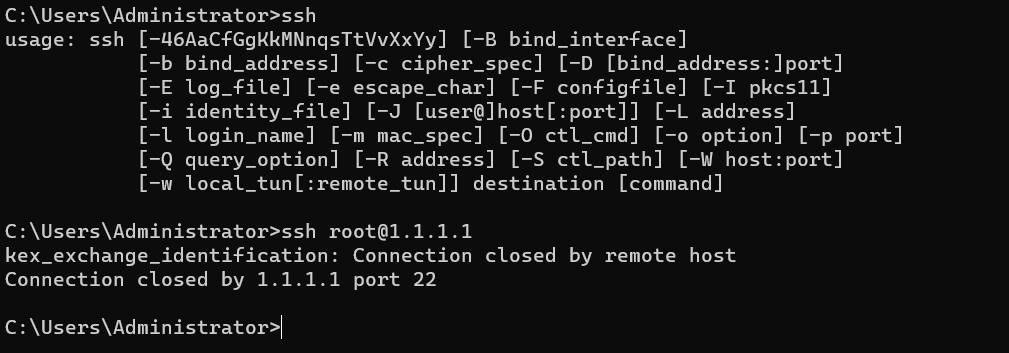 C:\Users\Administrator>ssh
usage: ssh [-46AaCfGgKkMNnqsTtVvXxYy] [-B bind_interface]
           [-b bind_address] [-c cipher_spec] [-D [bind_address:]port]
           [-E log_file] [-e escape_char] [-F configfile] [-I pkcs11]
           [-i identity_file] [-J [user@]host[:port]] [-L address]
           [-l login_name] [-m mac_spec] [-O ctl_cmd] [-o option] [-p port]
           [-Q query_option] [-R address] [-S ctl_path] [-W host:port]
           [-w local_tun[:remote_tun]] destination [command]
C:\Users\Administrator>ssh root@1.1.1.1
kex_exchange_identification: Connection closed by remote host
Connection closed by 1.1.1.1 port 22
C:\Users\Administrator>